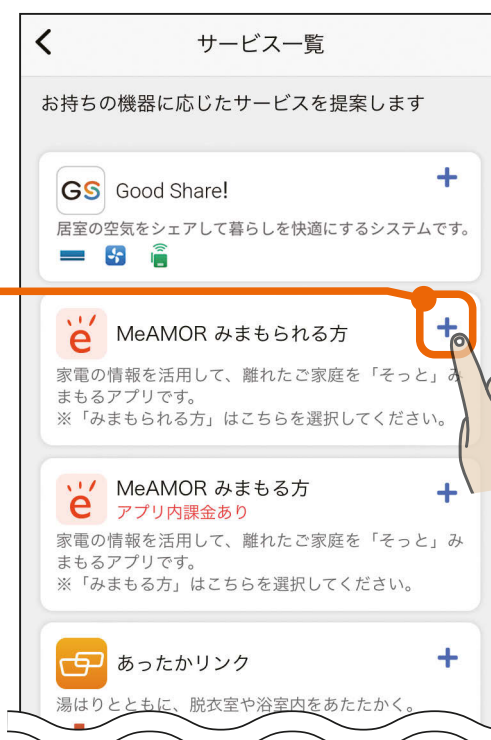 サービス一覧
お持ちの機器に応じたサービスを提案します
GS Good Share!
居室の空気をシェアして暮らしを快適にするシステムです。
MeAMOR みまもられる方
家電の情報を活用して、離れたご家庭を「そっと」み
まもるアプリです。
※「みまもられる方」はこちらを選択してください。
MeAMOR みまもる方
アプリ内課金あり
家電の情報を活用して、離れたご家庭を「そっと」み
まもるアプリです。
※「みまもる方」はこちらを選択してください。
あったかリンク
湯はりとともに、脱衣室や浴室内をあたたかく。